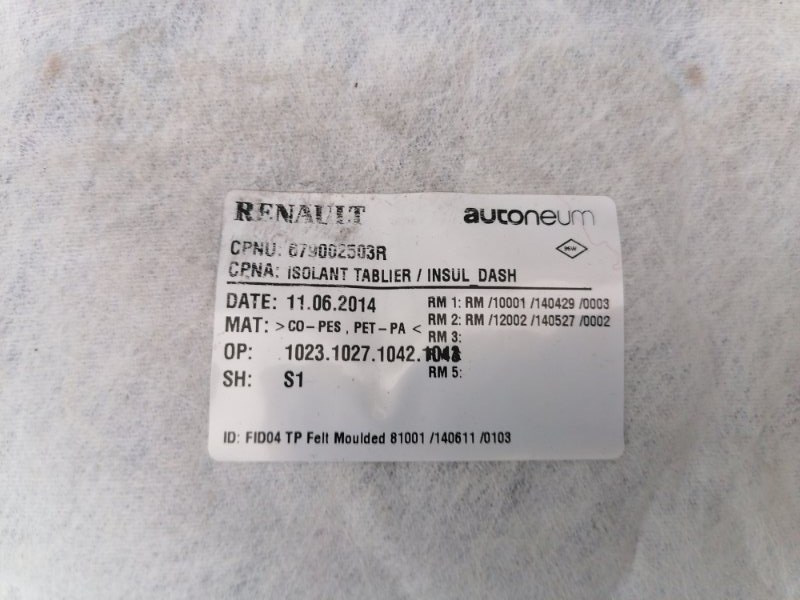 RENAULT autoneum
CPNU: 679002503R
CPNA: ISOLANT TABLIER / INSUL_DASH
DATE: 11.06.2014
MAT: >CO-PES, PET-PA<
OP: 1023.1027.1042.1043
SH: S1
RM 1: RM /10001 /140429 /0003
RM 2: RM /12002 /140527 /0002
RM 3:
RM 5:
ID: FID04 TP Felt Moulded 81001 /140611 /0103